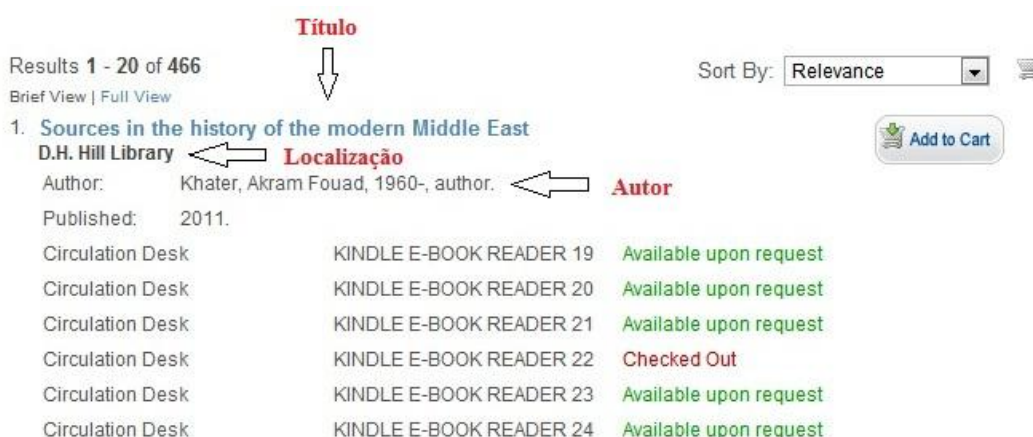 Título
Results 1 - 20 of 466
Sort By: Relevance
Brief View | Full View
1. Sources in the history of the modern Middle East
Add to Cart
D.H. Hill Library Localização
Author: Khater, Akram Fouad, 1960-, author. Autor
Published: 2011.
Circulation Desk KINDLE E-BOOK READER 19 Available upon request
Circulation Desk KINDLE E-BOOK READER 20 Available upon request
Circulation Desk KINDLE E-BOOK READER 21 Available upon request
Circulation Desk KINDLE E-BOOK READER 22 Checked Out
Circulation Desk KINDLE E-BOOK READER 23 Available upon request
Circulation Desk KINDLE E-BOOK READER 24 Available upon request